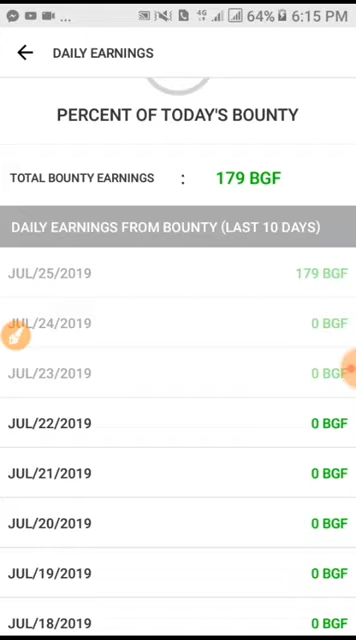 ... 4G 64% 6:15 PM
DAILY EARNINGS
PERCENT OF TODAY'S BOUNTY
TOTAL BOUNTY EARNINGS : 179 BGF
DAILY EARNINGS FROM BOUNTY (LAST 10 DAYS)
JUL/25/2019 179 BGF
JUL/24/2019 0 BGF
JUL/23/2019 0 BGF
JUL/22/2019 0 BGF
JUL/21/2019 0 BGF
JUL/20/2019 0 BGF
JUL/19/2019 0 BGF
JUL/18/2019 0 BGF